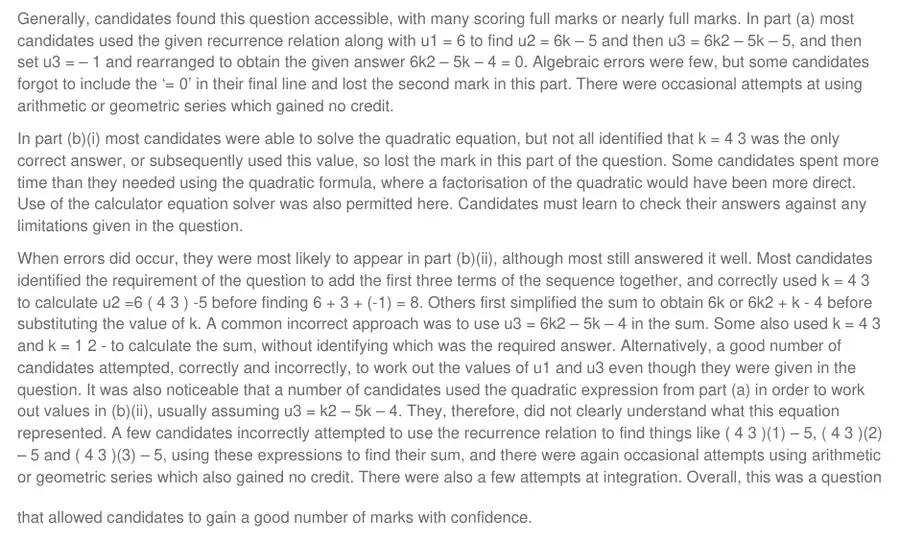 Generally, candidates found this question accessible, with many scoring full marks or nearly full marks. In part (a) most
candidates used the given recurrence relation along with u1 = 6 to find u2 = 6k – 5 and then u3 = 6k2 – 5k – 5, and then
set u3 = – 1 and rearranged to obtain the given answer 6k2 – 5k – 4 = 0. Algebraic errors were few, but some candidates
forgot to include the ‘= 0’ in their final line and lost the second mark in this part. There were occasional attempts at using
arithmetic or geometric series which gained no credit.
In part (b)(i) most candidates were able to solve the quadratic equation, but not all identified that k = 4 3 was the only
correct answer, or subsequently used this value, so lost the mark in this part of the question. Some candidates spent more
time than they needed using the quadratic formula, where a factorisation of the quadratic would have been more direct.
Use of the calculator equation solver was also permitted here. Candidates must learn to check their answers against any
limitations given in the question.
When errors did occur, they were most likely to appear in part (b)(ii), although most still answered it well. Most candidates
identified the requirement of the question to add the first three terms of the sequence together, and correctly used k = 4 3
to calculate u2 =6 ( 4 3 ) -5 before finding 6 + 3 + (-1) = 8. Others first simplified the sum to obtain 6k or 6k2 + k - 4 before
substituting the value of k. A common incorrect approach was to use u3 = 6k2 – 5k – 4 in the sum. Some also used k = 4 3
and k = 1 2 - to calculate the sum, without identifying which was the required answer. Alternatively, a good number of
candidates attempted, correctly and incorrectly, to work out the values of u1 and u3 even though they were given in the
question. It was also noticeable that a number of candidates used the quadratic expression from part (a) in order to work
out values in (b)(ii), usually assuming u3 = k2 – 5k – 4. They, therefore, did not clearly understand what this equation
represented. A few candidates incorrectly attempted to use the recurrence relation to find things like ( 4 3 )(1) – 5, ( 4 3 )(2)
– 5 and ( 4 3 )(3) – 5, using these expressions to find their sum, and there were again occasional attempts using arithmetic
or geometric series which also gained no credit. There were also a few attempts at integration. Overall, this was a question
that allowed candidates to gain a good number of marks with confidence.